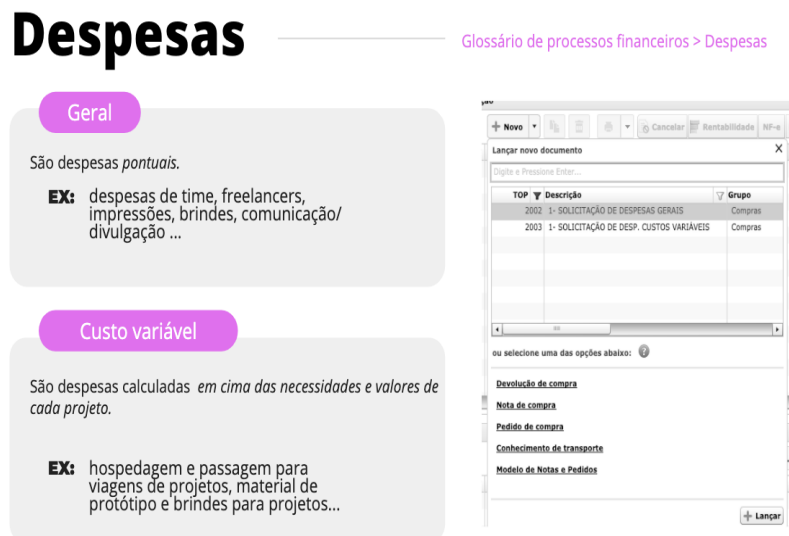 Despesas
Glossário de processos financeiros > Despesas
Geral
São despesas pontuais.
EX: despesas de time, freelancers,
impressões, brindes, comunicação/
divulgação ...
Custo variável
São despesas calculadas em cima das necessidades e valores de
cada projeto.
EX: hospedagem e passagem para
viagens de projetos, material de
protótipo e brindes para projetos...
Novo Cancelar Rentabilidade NF-e
Lançar novo documento X
Digite e Pressione Enter...
TOP Descrição Grupo
2002 1- SOLICITAÇÃO DE DESPESAS GERAIS Compras
2003 1- SOLICITAÇÃO DE DESP. CUSTOS VARIÁVEIS Compras
ou selecione uma das opções abaixo: ?
Devolução de compra
Nota de compra
Pedido de compra
Conhecimento de transporte
Modelo de Notas e Pedidos
Lançar